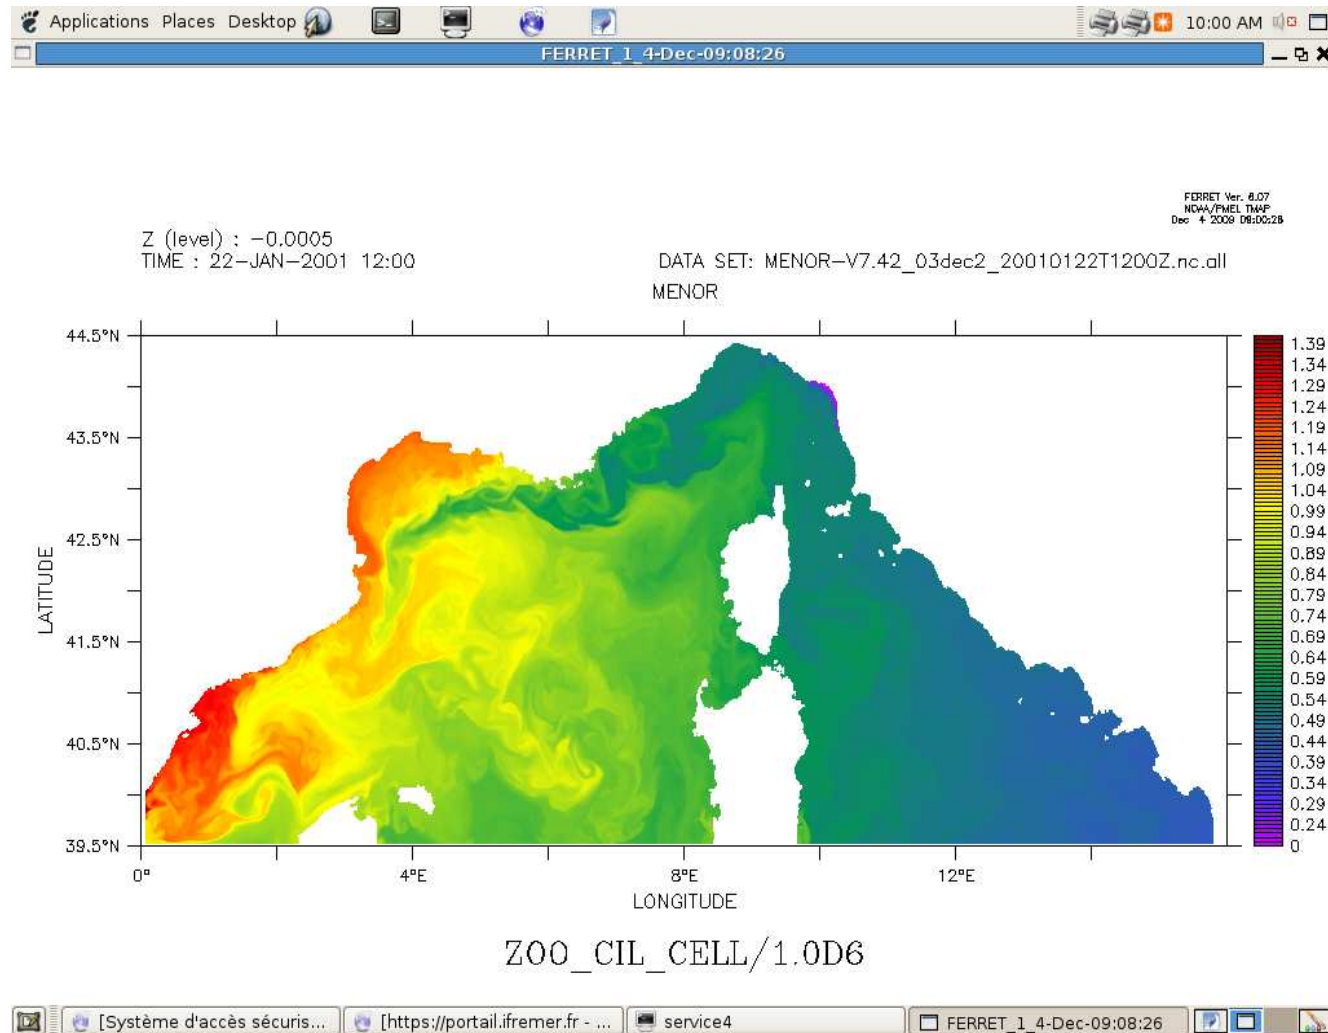 Applications Places Desktop 10:00 AM
FERRET_1_4-Dec-09:08:26
FERRET Ver. 6.07
NOAA/PMEL TMAP
Dec 4 2009 09:00:26
Z (level) : -0.0005
TIME : 22-JAN-2001 12:00
DATA SET: MENOR-V7.42_03dec2_20010122T1200Z.nc.all
MENOR
44.5°N
43.5°N
42.5°N
41.5°N
40.5°N
39.5°N
LATITUDE
0°
4°E
8°E
12°E
LONGITUDE
1.39
1.34
1.29
1.24
1.19
1.14
1.09
1.04
0.99
0.94
0.89
0.84
0.79
0.74
0.69
0.64
0.59
0.54
0.49
0.44
0.39
0.34
0.29
0.24
0
ZOO_CIL_CELL/1.0D6
[Système d'accès sécuris...
[https://portail.ifremer.fr - ...
service4
FERRET_1_4-Dec-09:08:26